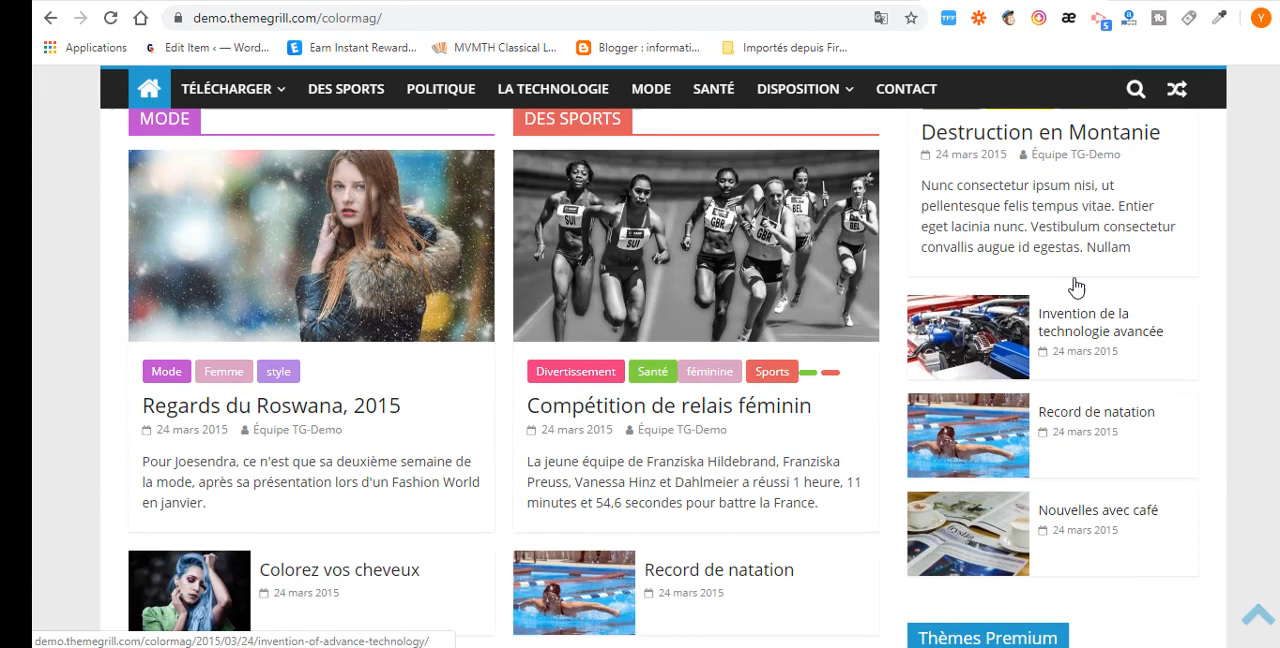 demo.themegrill.com/colormag/
Applications
Edit Item ‹ — Wor...
Earn Instant Reward...
MVMTH Classical L...
Blogger : informati...
Importés depuis Fir...
TÉLÉCHARGER
DES SPORTS
POLITIQUE
LA TECHNOLOGIE
MODE
SANTÉ
DISPOSITION
CONTACT
MODE
Mode
Femme
style
Regards du Roswana, 2015
24 mars 2015
Équipe TG-Demo
Pour Joesendra, ce n'est que sa deuxième semaine de
la mode, après sa présentation lors d'un Fashion World
en janvier.
Colorez vos cheveux
24 mars 2015
DES SPORTS
SUI
SUI
GBR
GBR
BEL
BEL
Divertissement
Santé
féminine
Sports
Compétition de relais féminin
24 mars 2015
Équipe TG-Demo
La jeune équipe de Franziska Hildebrand, Franziska
Preuss, Vanessa Hinz et Dahlmeier a réussi 1 heure, 11
minutes et 54,6 secondes pour battre la France.
Record de natation
24 mars 2015
Destruction en Montanie
24 mars 2015
Équipe TG-Demo
Nunc consectetur ipsum nisi, ut
pellentesque felis tempus vitae. Entier
eget lacinia nunc. Vestibulum consectetur
convallis augue id egestas. Nullam
Invention de la
technologie avancée
24 mars 2015
Record de natation
24 mars 2015
Nouvelles avec café
24 mars 2015
Thèmes Premium
demo.themegrill.com/colormag/2015/03/24/invention-of-advance-technology/